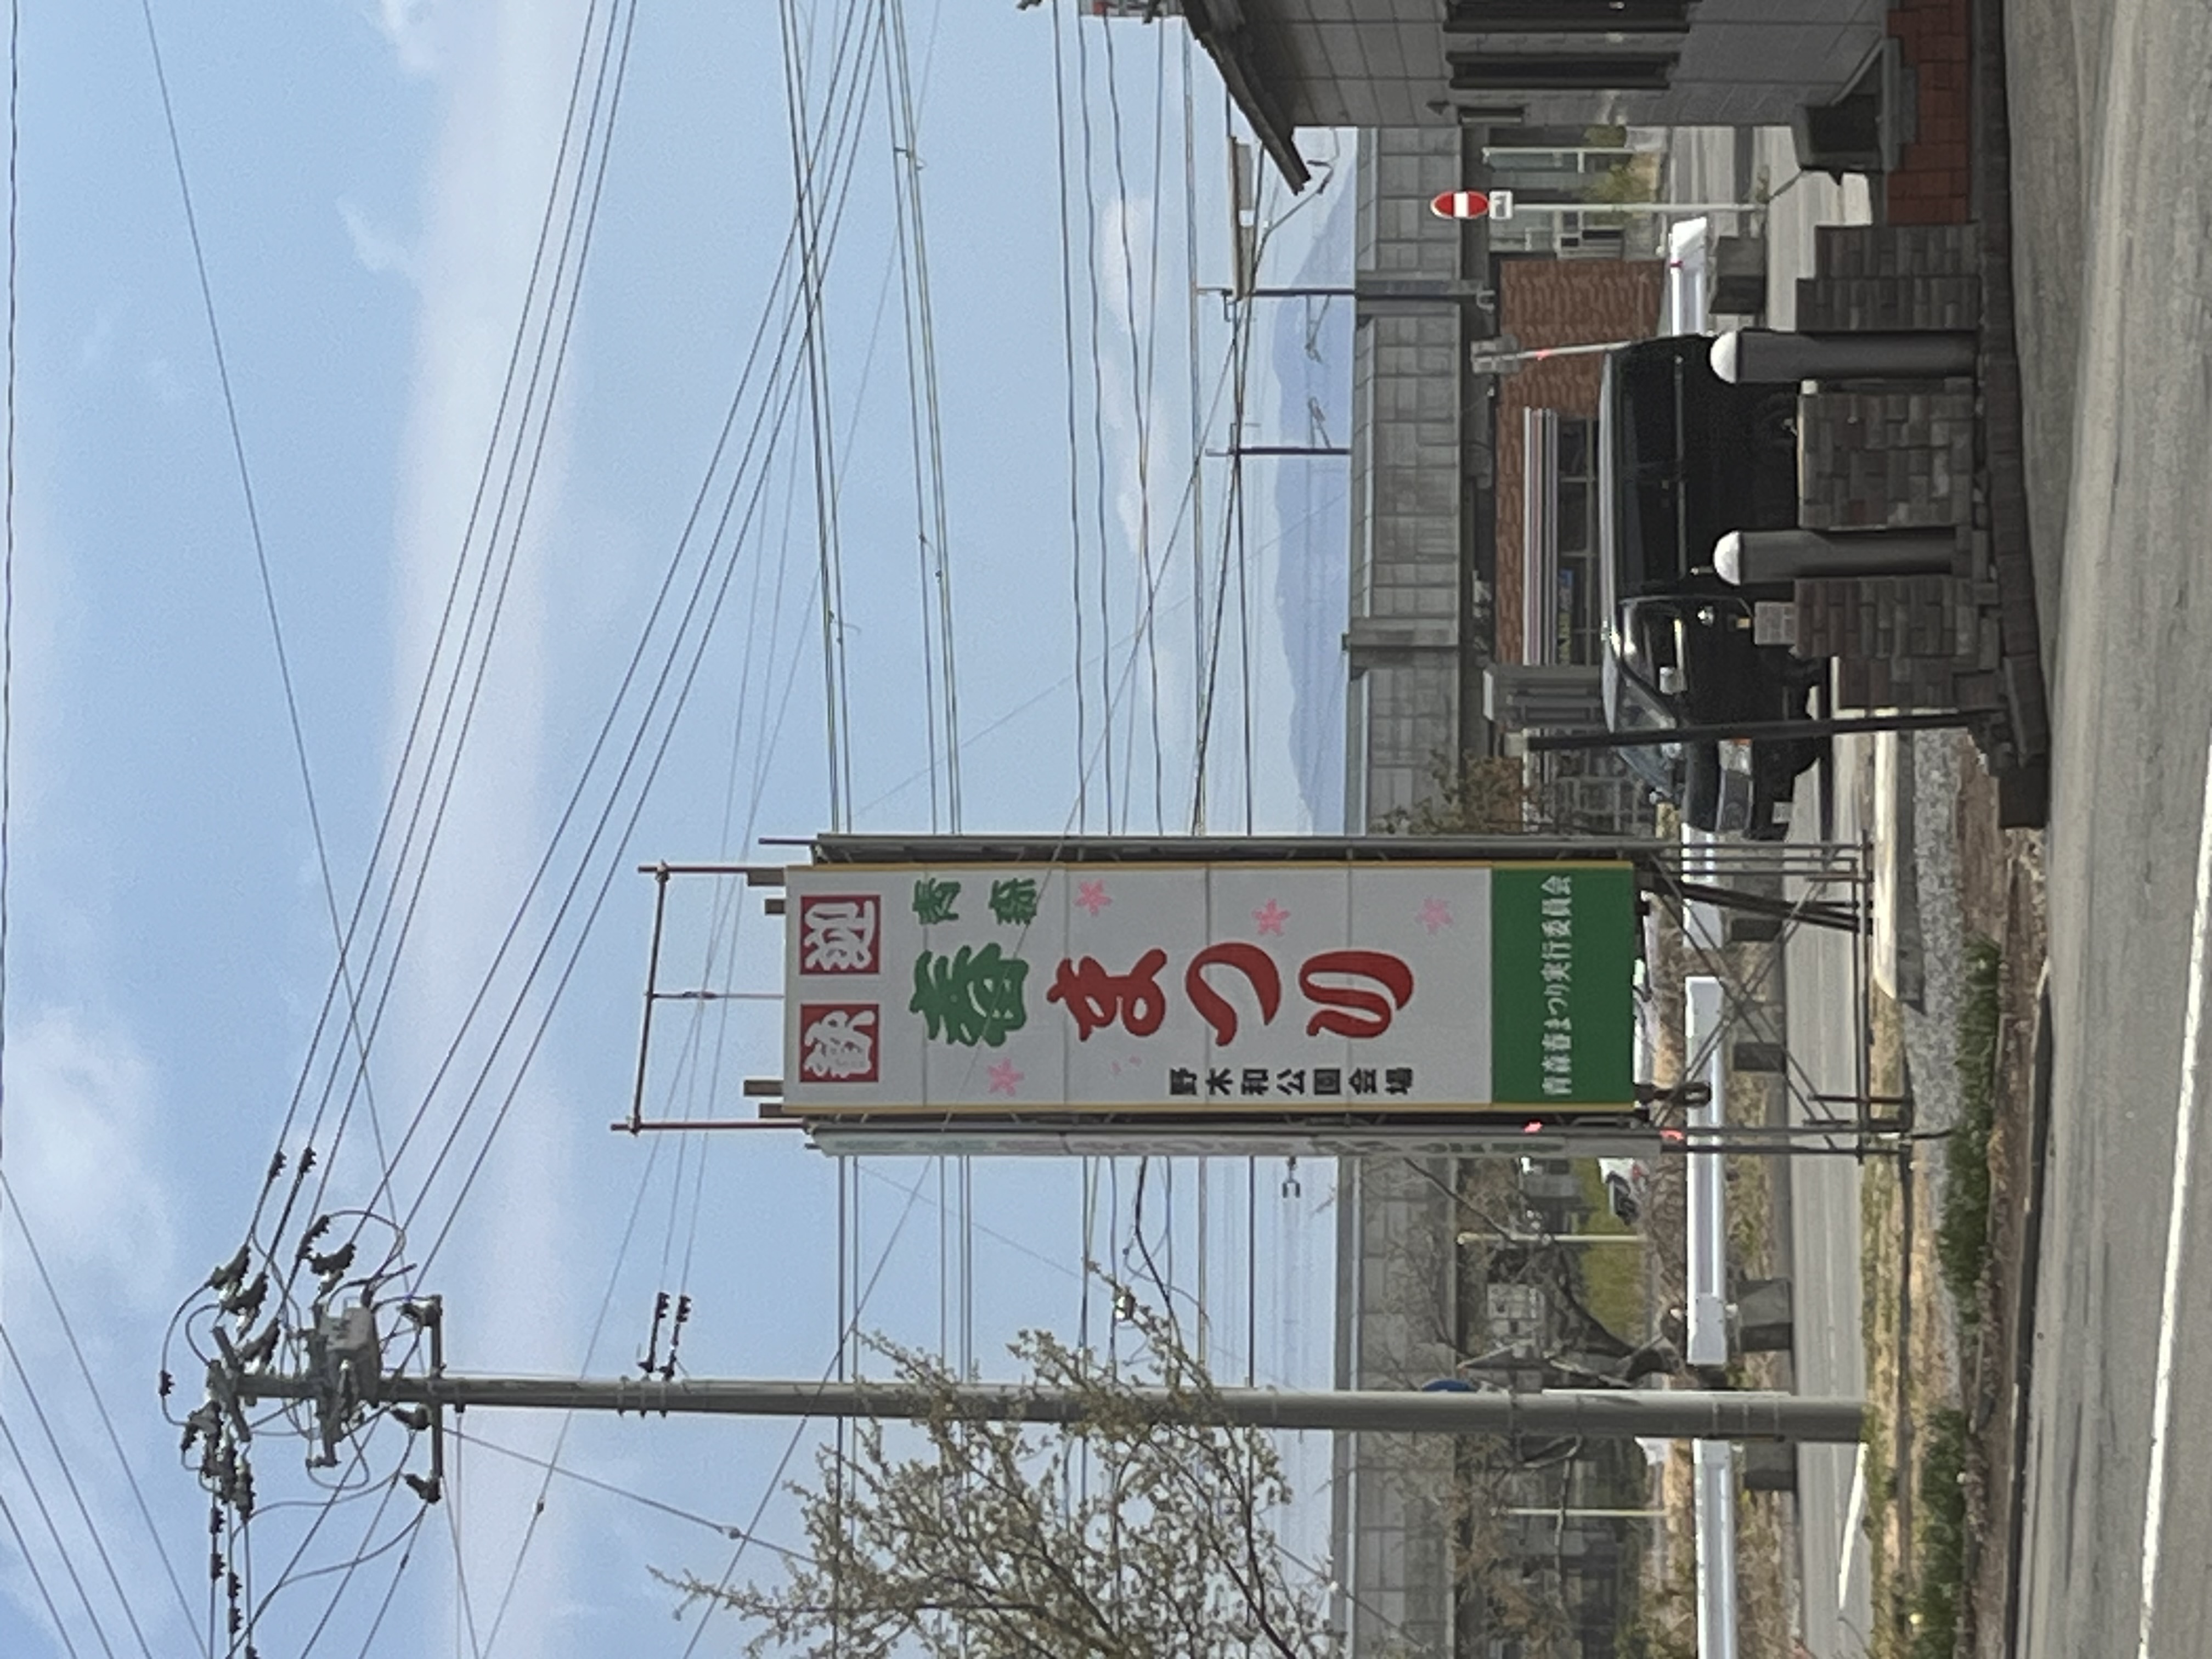 歓迎
青森
春まつり
野木和公園会場
青森春まつり実行委員会